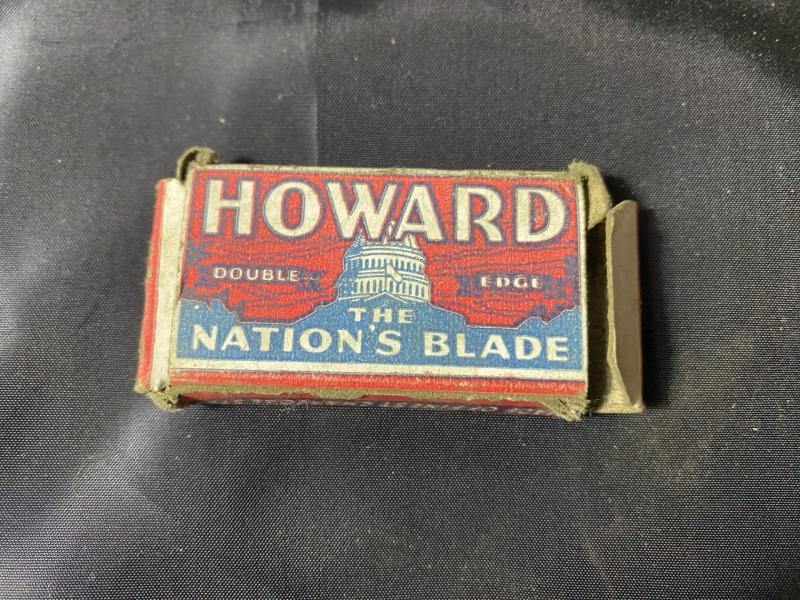 HOWARD
DOUBLE EDGE
THE
NATION'S BLADE